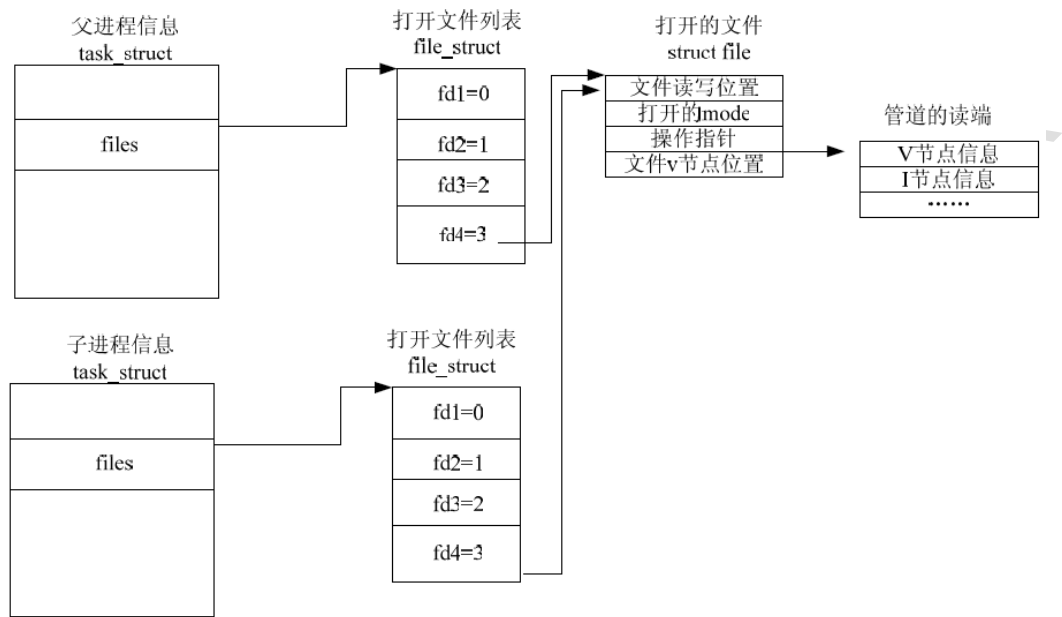 父进程信息
task_struct
files
打开文件列表
file_struct
fd1=0
fd2=1
fd3=2
fd4=3
打开的文件
struct file
文件读写位置
打开的mode
操作指针
文件v节点位置
管道的读端
V节点信息
I节点信息
······
子进程信息
task_struct
files
打开文件列表
file_struct
fd1=0
fd2=1
fd3=2
fd4=3